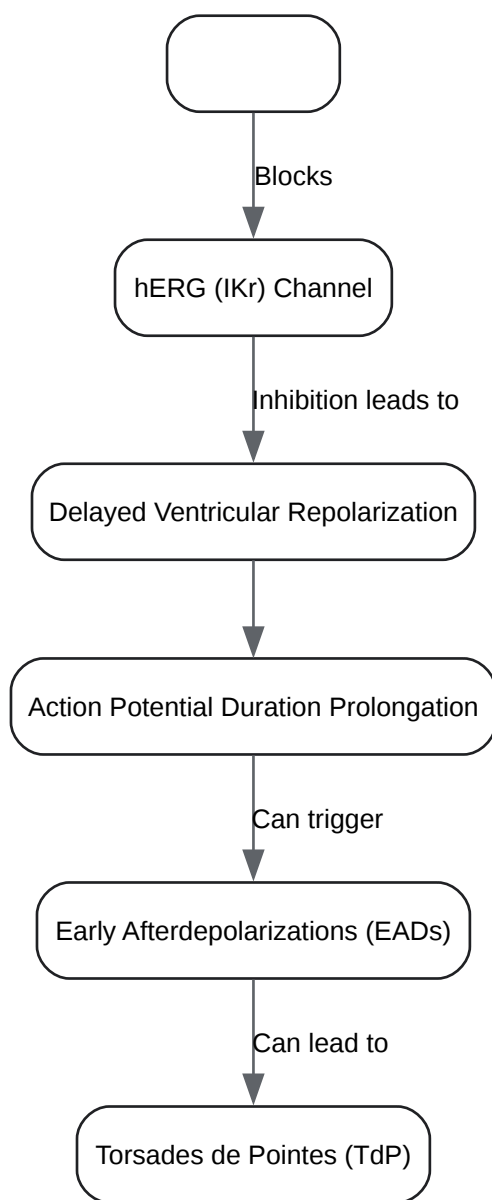 Blocks
hERG (IKr) Channel
Inhibition leads to
Delayed Ventricular Repolarization
Action Potential Duration Prolongation
Can trigger
Early Afterdepolarizations (EADs)
Can lead to
Torsades de Pointes (TdP)